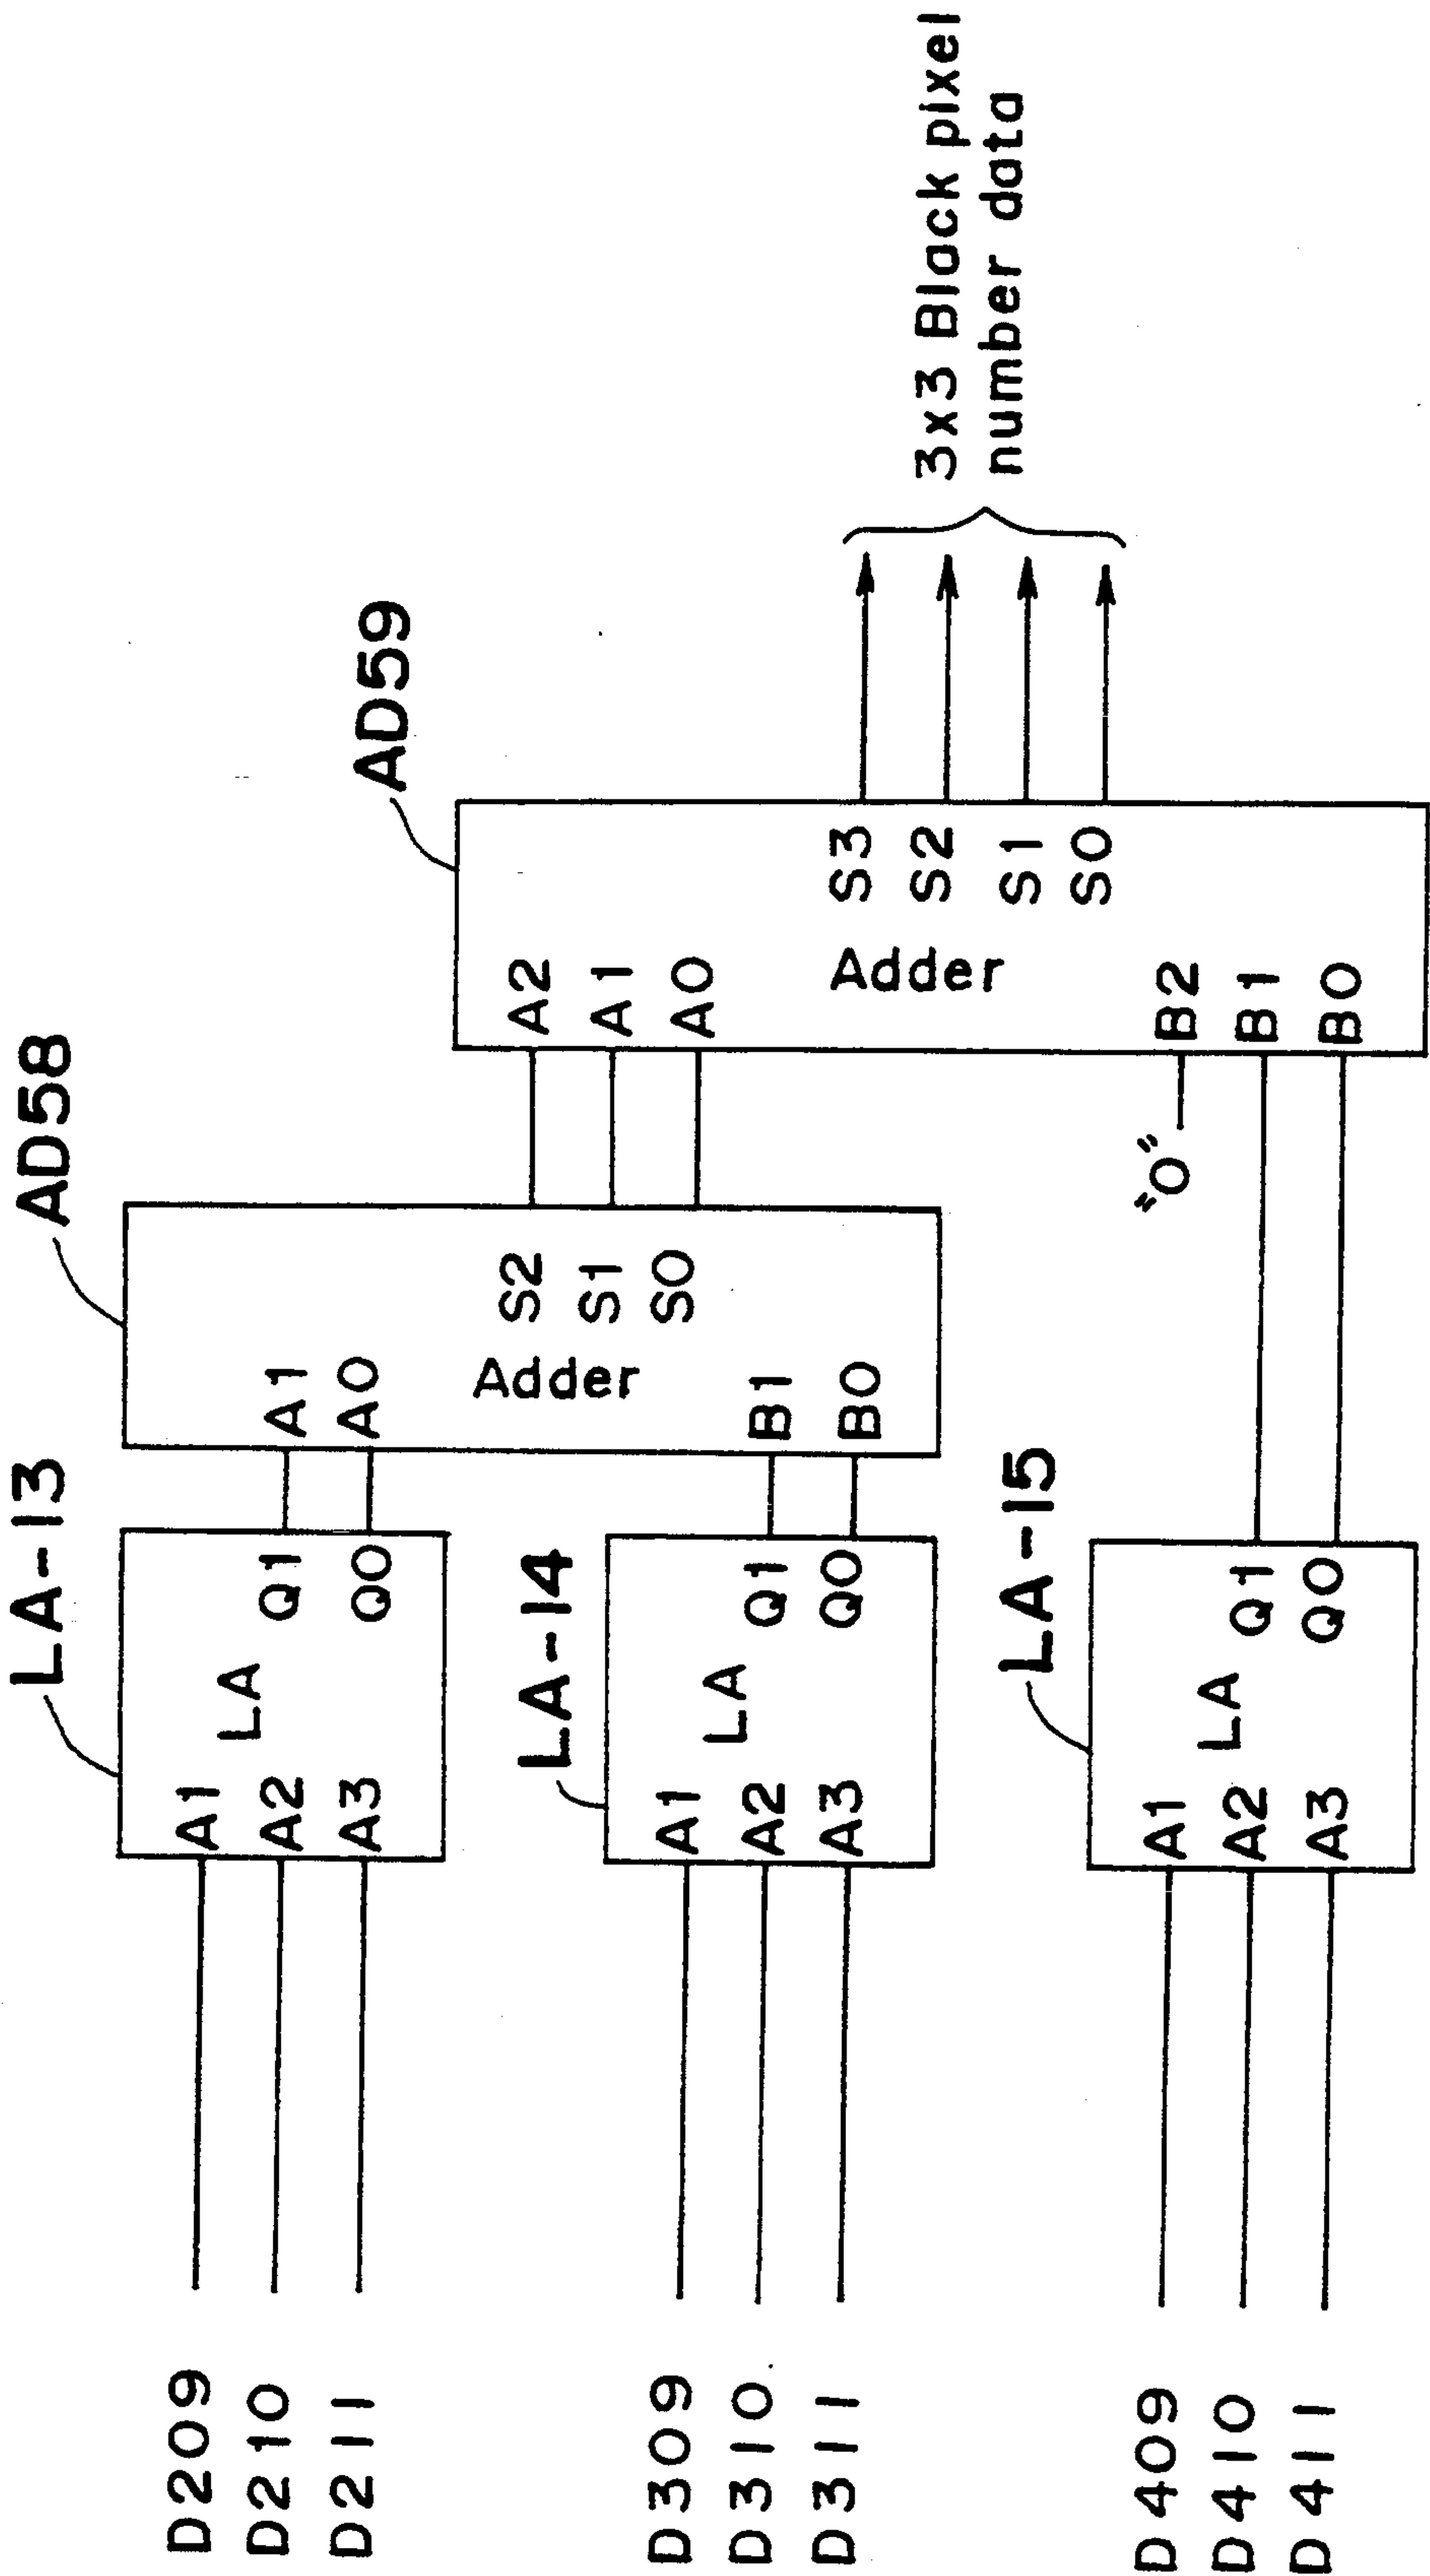 D209
D210
D211
D309
D310
D311
D409
D410
D411
LA-13
A1
A2
A3
LA
Q1
Q0
LA-14
A1
A2
A3
LA
Q1
Q0
LA-15
A1
A2
A3
LA
Q1
Q0
AD58
A1
A0
B1
B0
Adder
S2
S1
S0
AD59
A2
A1
A0
"0"
B2
B1
B0
Adder
S3
S2
S1
S0
3x3 Black pixel
number data